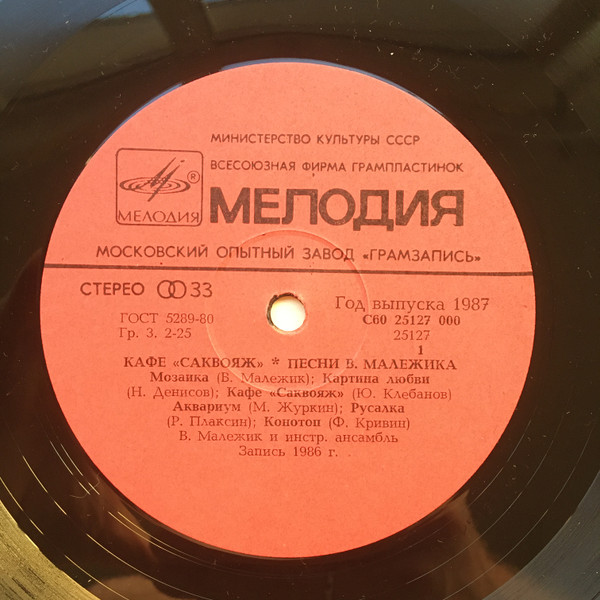 МИНИСТЕРСТВО КУЛЬТУРЫ СССР
ВСЕСОЮЗНАЯ ФИРМА ГРАМПЛАСТИНОК
® МЕЛОДИЯ
МЕЛОДИЯ
МОСКОВСКИЙ ОПЫТНЫЙ ЗАВОД «ГРАМЗАПИСЬ»
СТЕРЕО 33
Год выпуска 1987
ГОСТ 5289-80
С60 25127 000
Гр. 3. 2-25
25127
1
КАФЕ «САКВОЯЖ» * ПЕСНИ В. МАЛЕЖИКА
Мозаика (В. Малежик); Картина любви
(Н. Денисов); Кафе «Саквояж» (Ю. Клебанов)
Аквариум (М. Журкин); Русалка
(Р. Плаксин); Конотоп (Ф. Кривин)
В. Малежик и инстр. ансамбль
Запись 1986 г.